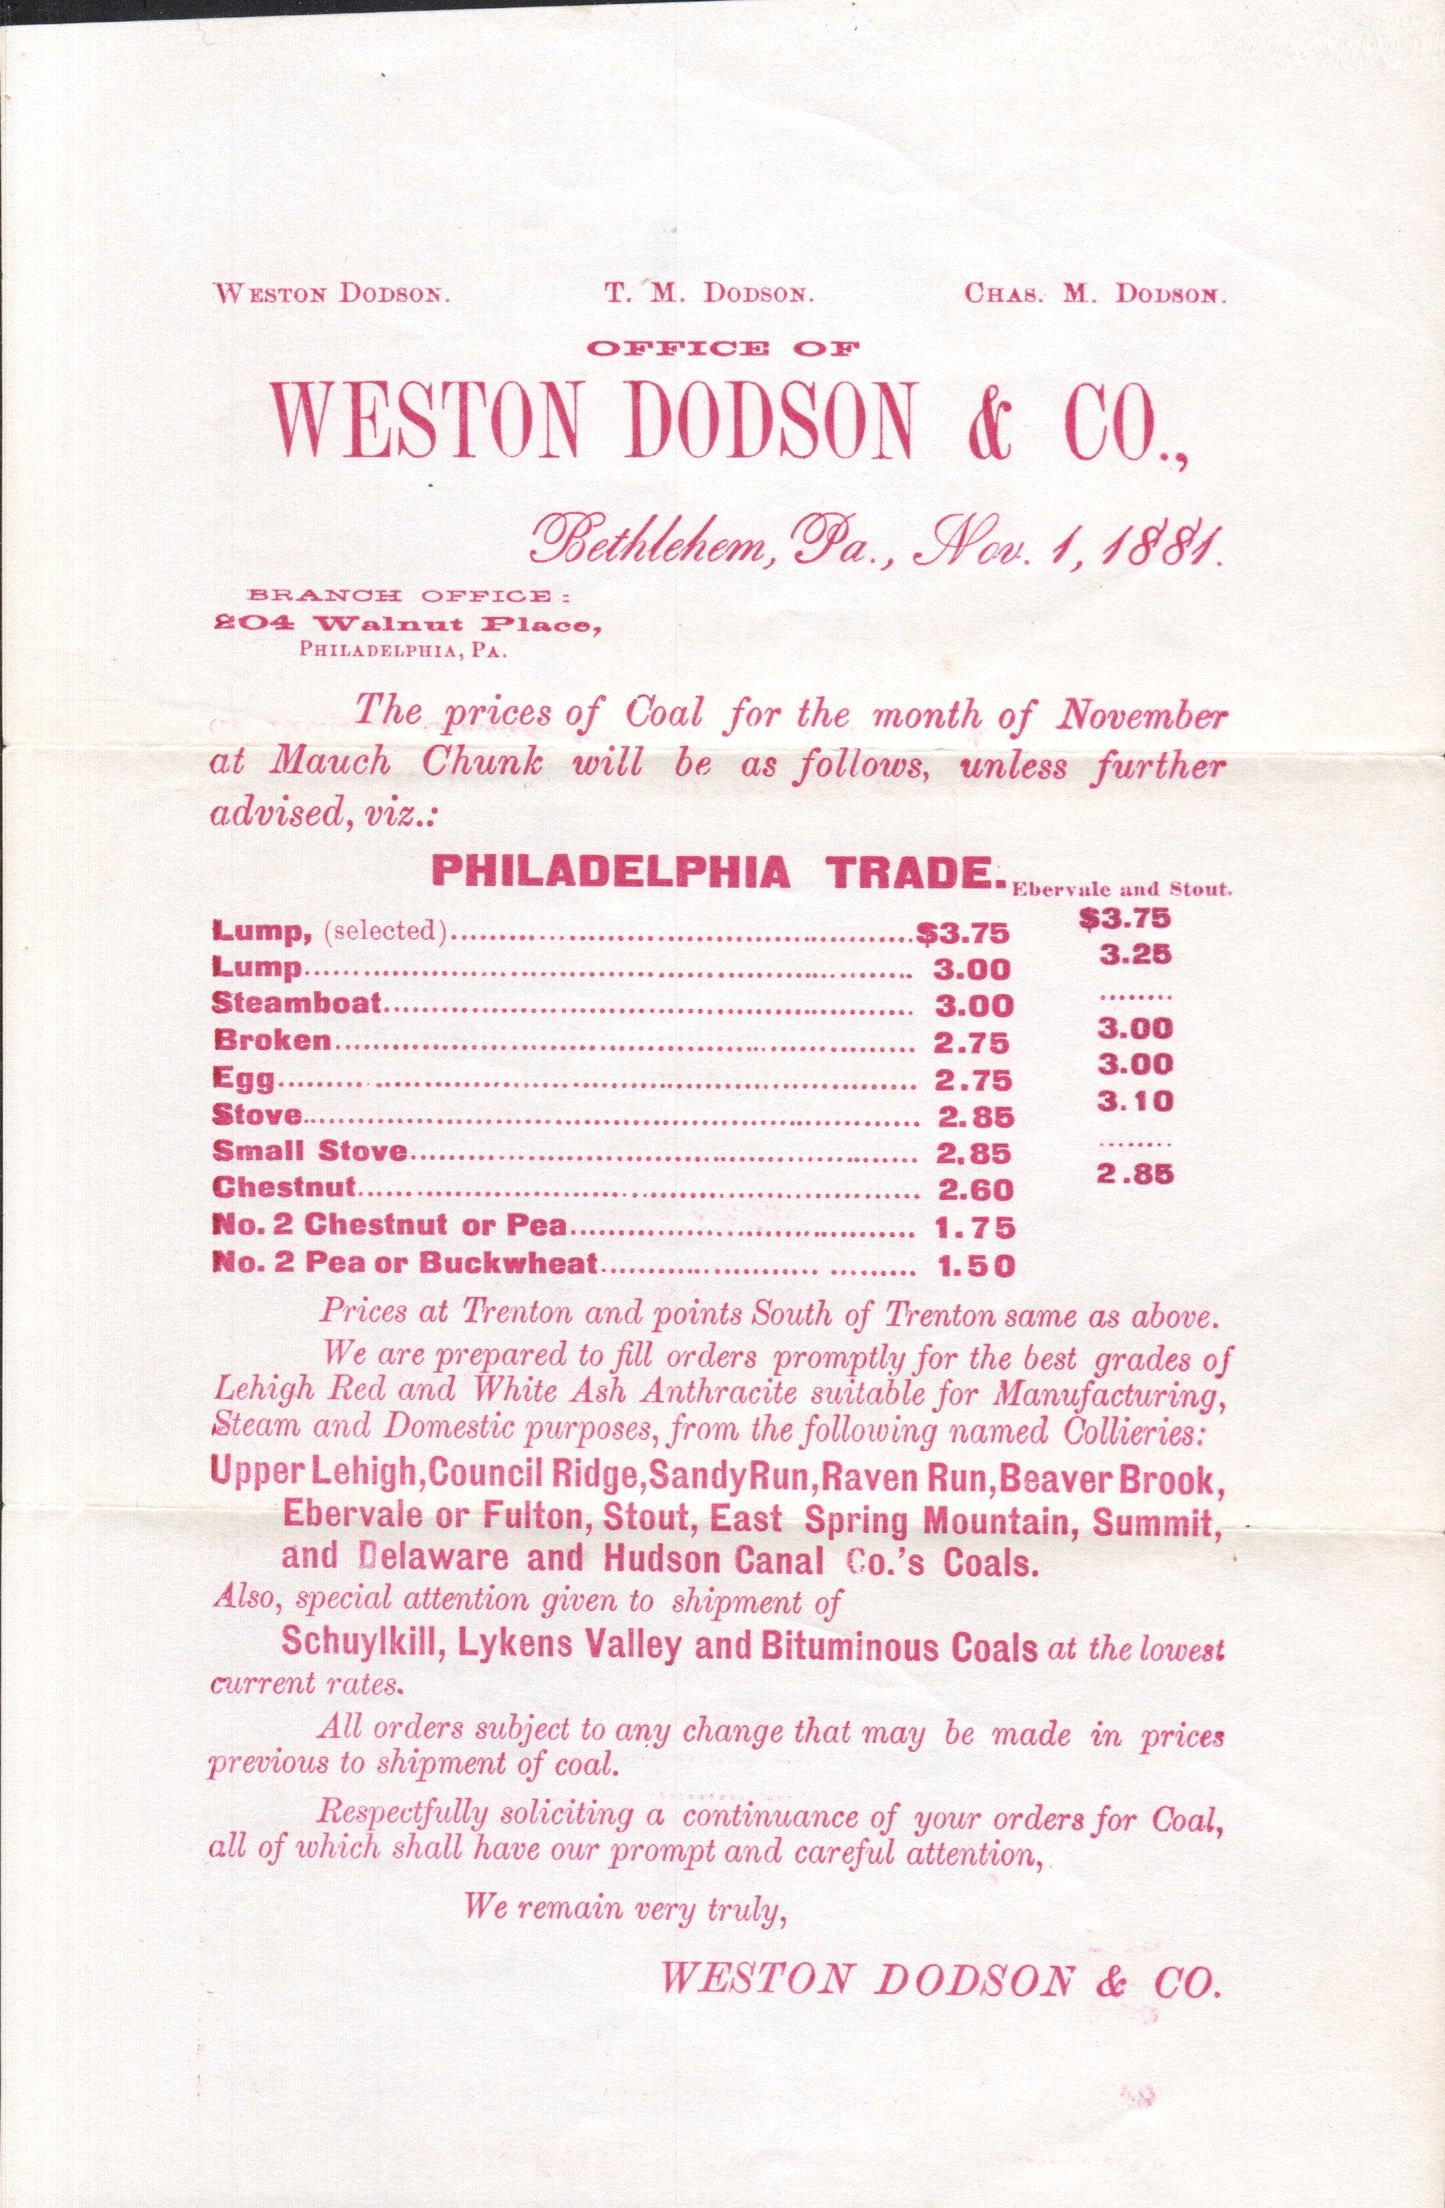 Weston Dodson. T. M. Dodson. Chas. M. Dodson.
OFFICE OF
WESTON DODSON & CO.,
Bethlehem, Pa., Nov. 1, 1881.
BRANCH OFFICE:
204 Walnut Place,
Philadelphia, Pa.
The prices of Coal for the month of November
at Mauch Chunk will be as follows, unless further
advised, viz.:
PHILADELPHIA TRADE. Ebervale and Stout.
Lump, (selected)........................................$3.75 $3.75
Lump........................................ 3.00 3.25
Steamboat........................................ 3.00 ........
Broken........................................ 2.75 3.00
Egg........................................ 2.75 3.00
Stove........................................ 2.85 3.10
Small Stove........................................ 2.85 ........
Chestnut........................................ 2.60 2.85
No. 2 Chestnut or Pea........................................ 1.75
No. 2 Pea or Buckwheat........................................ 1.50
Prices at Trenton and points South of Trenton same as above.
We are prepared to fill orders promptly for the best grades of
Lehigh Red and White Ash Anthracite suitable for Manufacturing,
Steam and Domestic purposes, from the following named Collieries:
Upper Lehigh, Council Ridge, Sandy Run, Raven Run, Beaver Brook,
Ebervale or Fulton, Stout, East Spring Mountain, Summit,
and Delaware and Hudson Canal Co.'s Coals.
Also, special attention given to shipment of
Schuylkill, Lykens Valley and Bituminous Coals at the lowest
current rates.
All orders subject to any change that may be made in prices
previous to shipment of coal.
Respectfully soliciting a continuance of your orders for Coal,
all of which shall have our prompt and careful attention,
We remain very truly,
WESTON DODSON & CO.